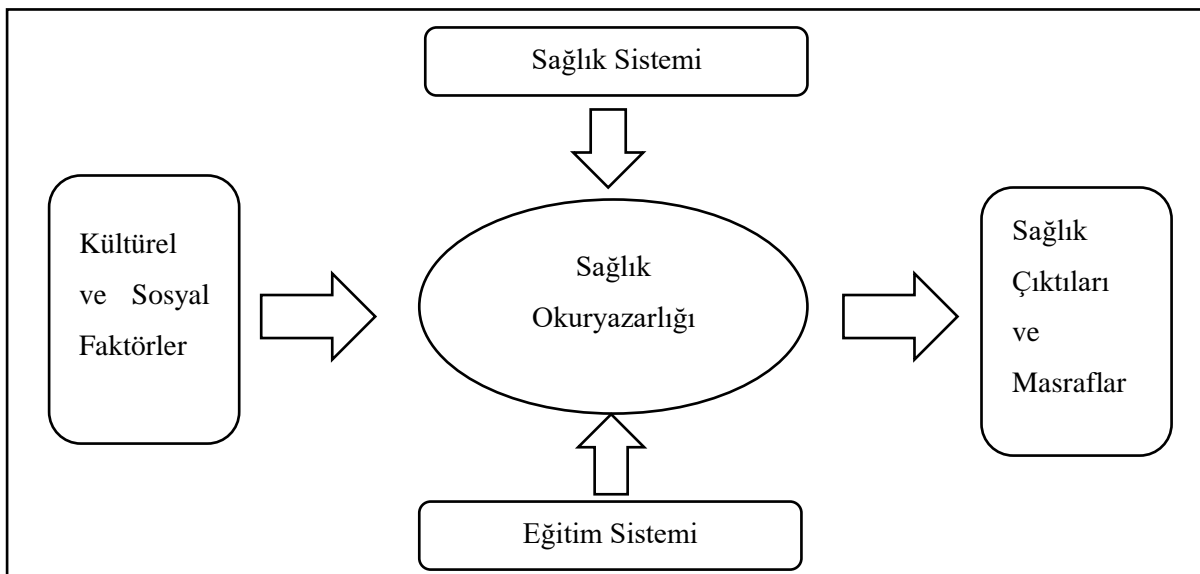 Sağlık Sistemi
Kültürel
ve Sosyal
Faktörler
Sağlık
Okuryazarlığı
Sağlık
Çıktıları
ve
Masraflar
Eğitim Sistemi